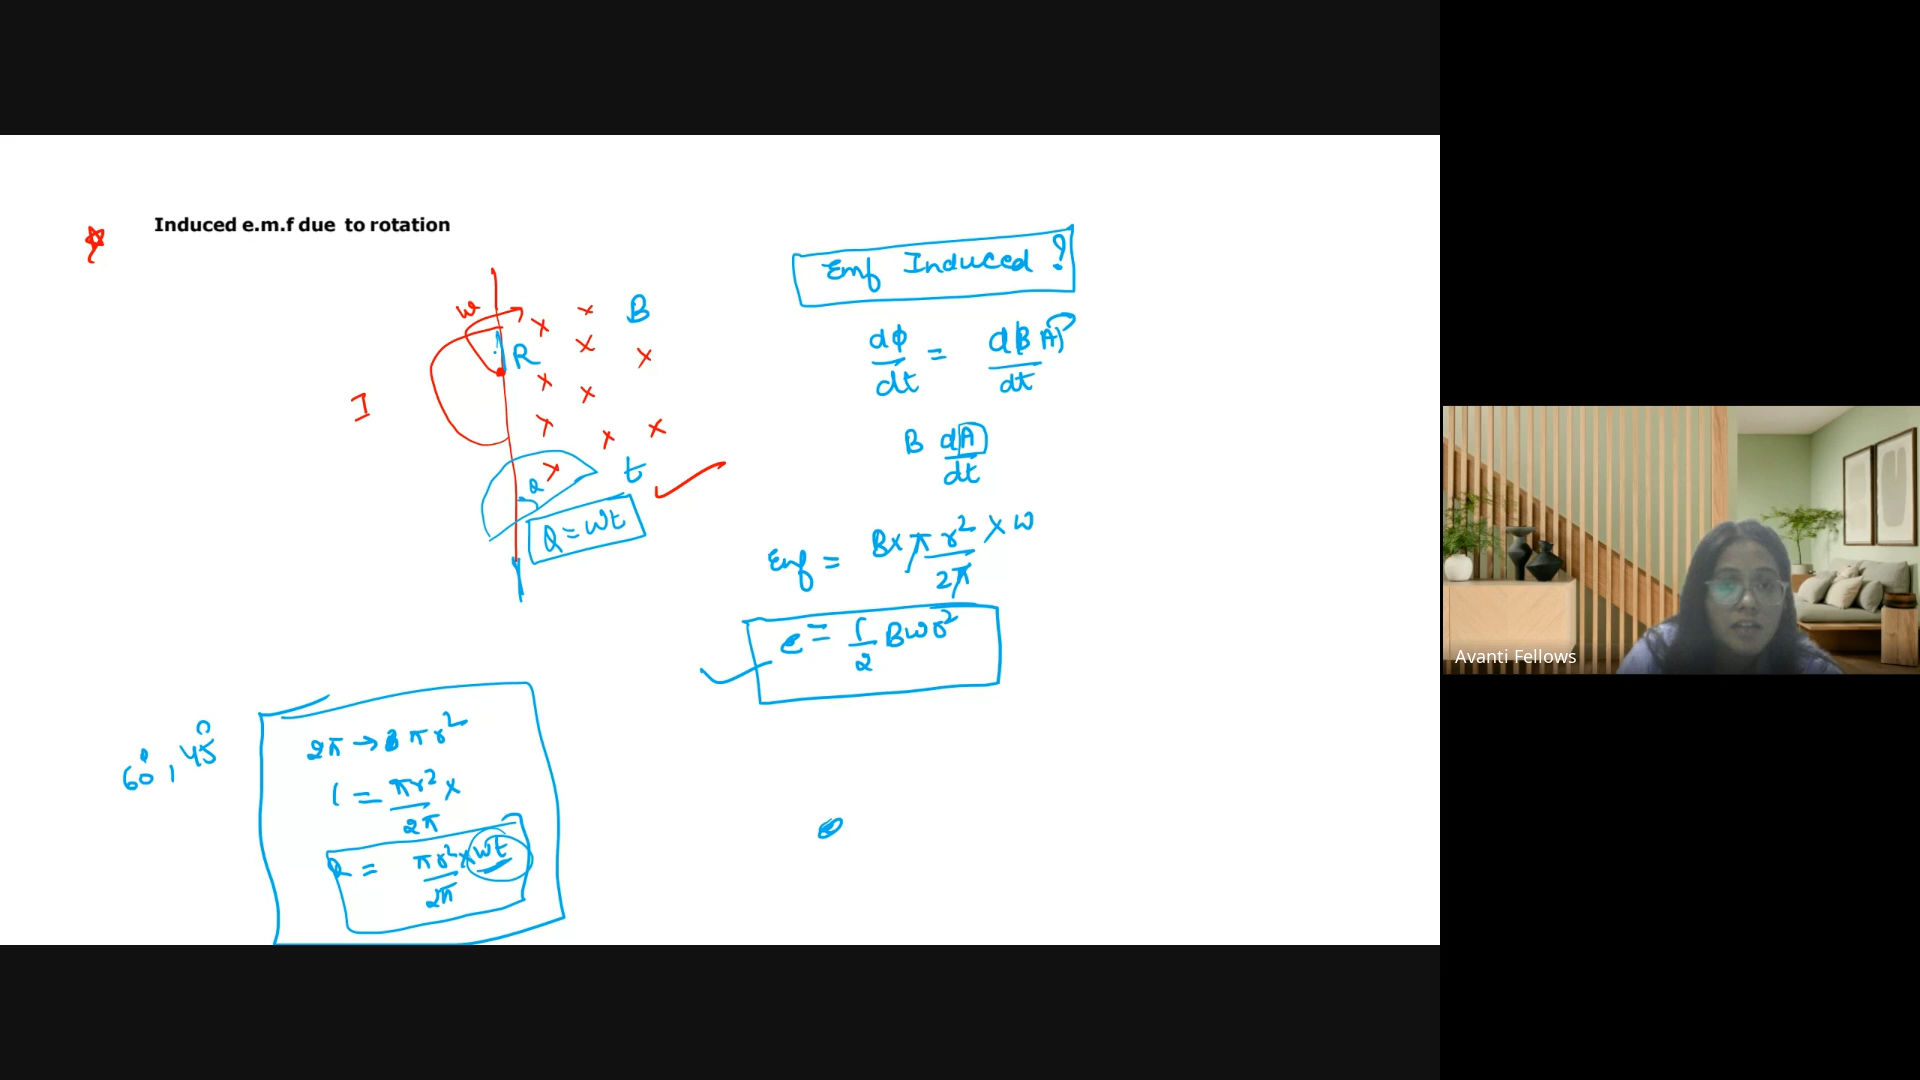 Induced e.m.f due to rotation
Emf Induced ?
ω
B
R
dφ/dt = d(BA)/dt
I
B dA/dt
t
θ
θ=ωt
Emf = B×πr²/2π × ω
e = 1/2 Bωr²
60°, 45°
2π → πr²
1 = πr²/2π ×
= πr²/2π × ωt
Avanti Fellows